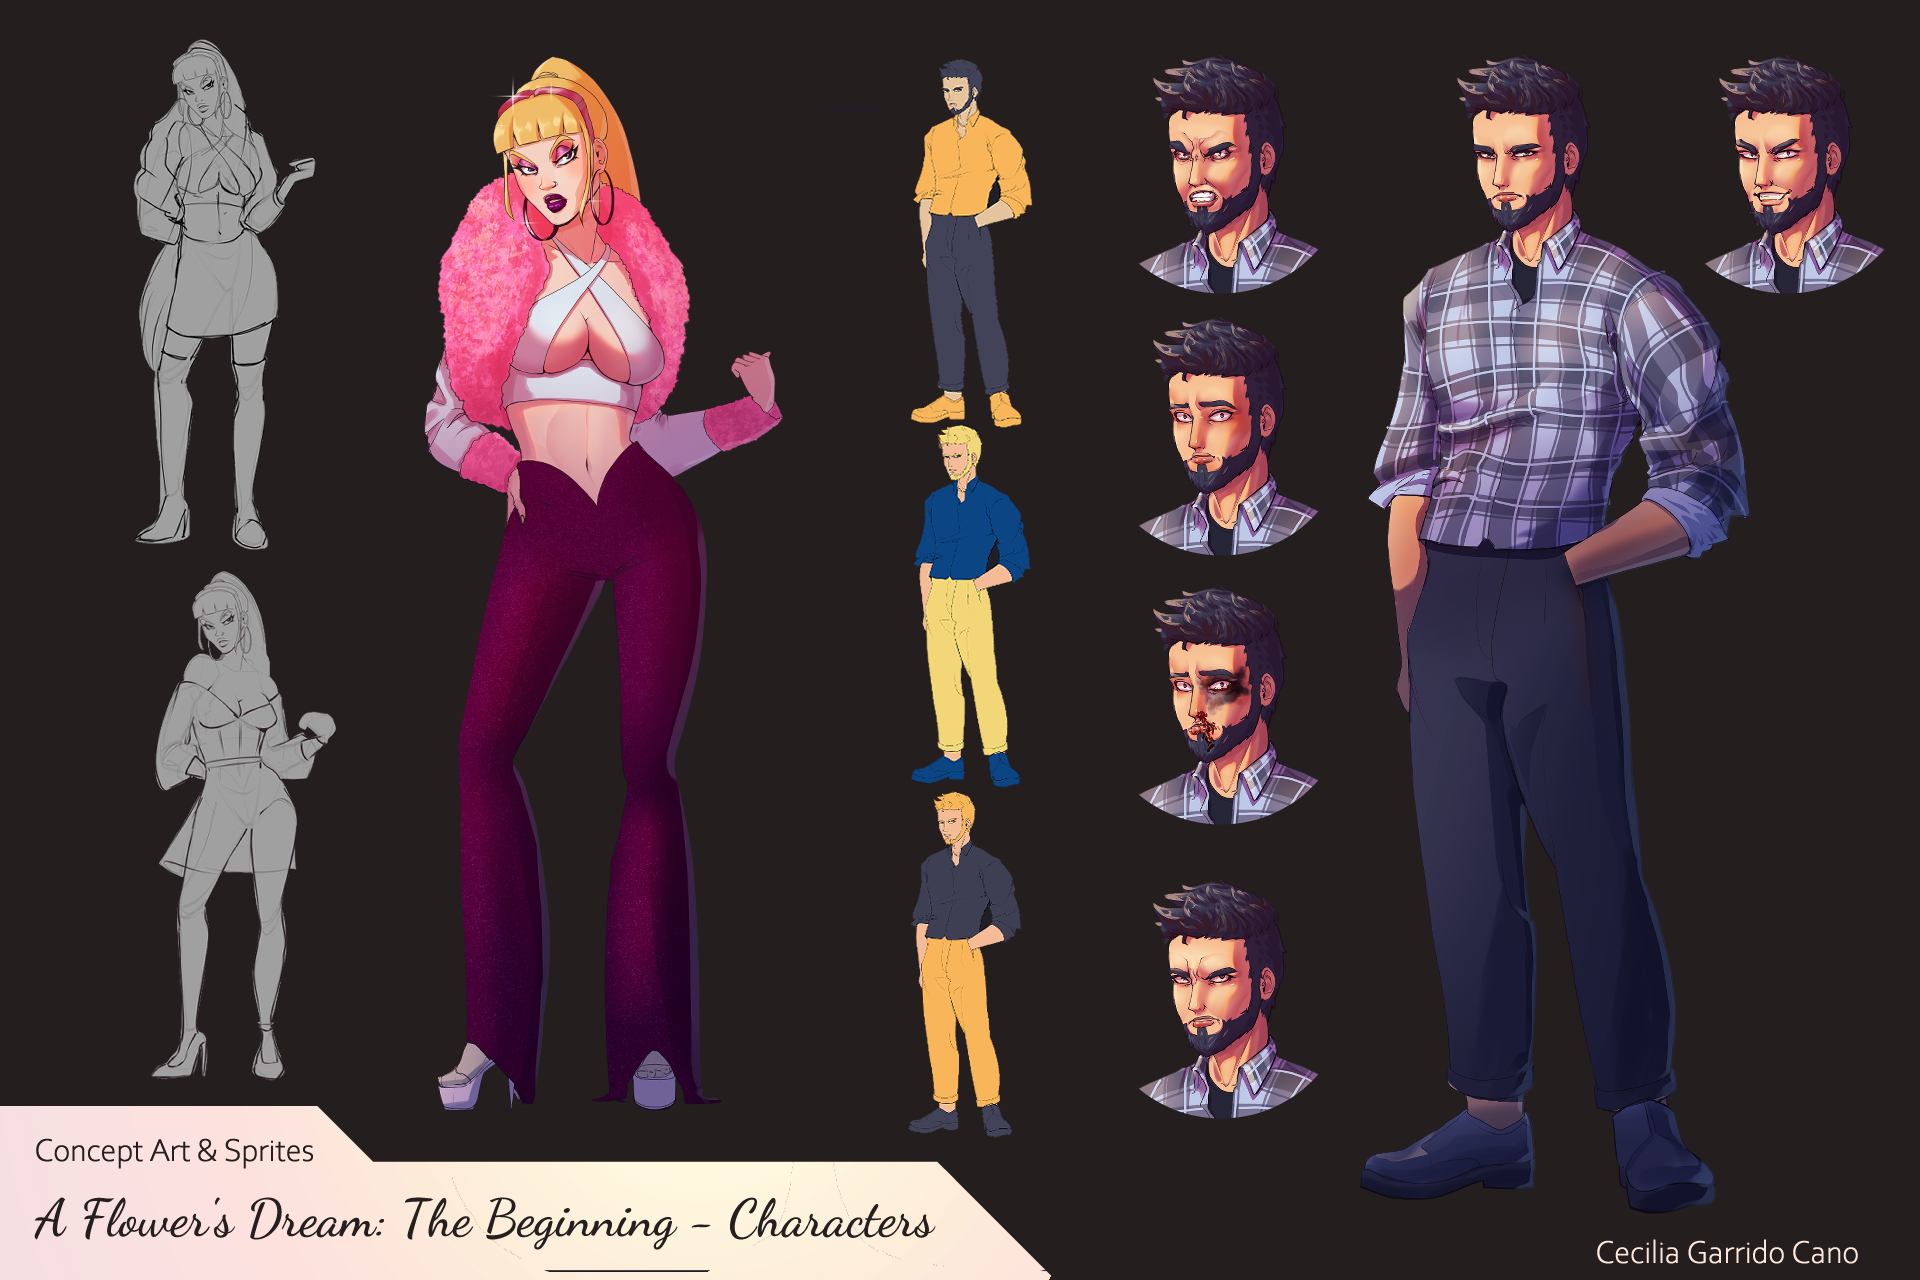 Concept Art & Sprites
A Flower's Dream: The Beginning - Characters
Cecilia Garrido Cano